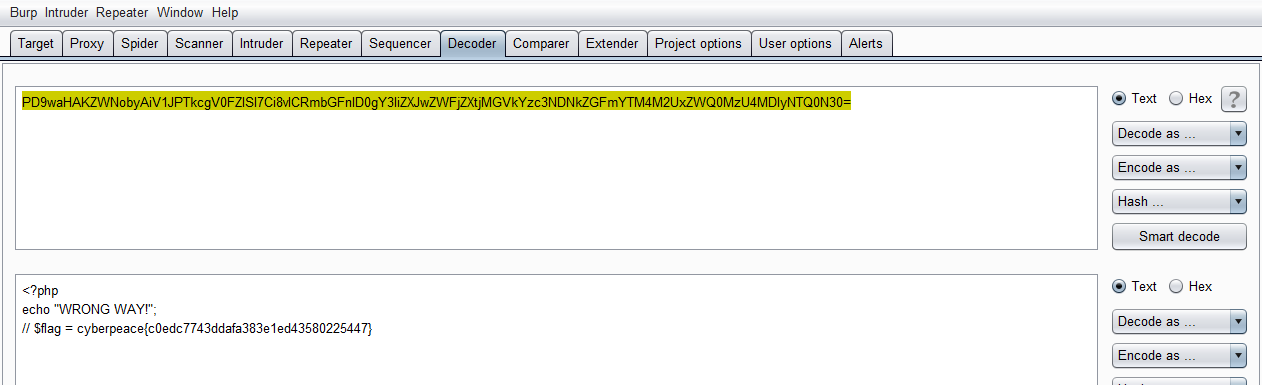 Burp Intruder Repeater Window Help
Target Proxy Spider Scanner Intruder Repeater Sequencer Decoder Comparer Extender Project options User options Alerts
PD9waHAKZWNobyAiV1JPTkcgV0FZISI7Ci8vICRmbGFnID0gY3liZXJwZWFjZXtjMGVkYzc3NDNkZGFmYTM4M2UxZWQ0MzU4MDIyNTQ0N30=
Text Hex ?
Decode as ...
Encode as ...
Hash ...
Smart decode
<?php
echo "WRONG WAY!";
// $flag = cyberpeace{c0edc7743ddafa383e1ed43580225447}
Text Hex
Decode as ...
Encode as ...